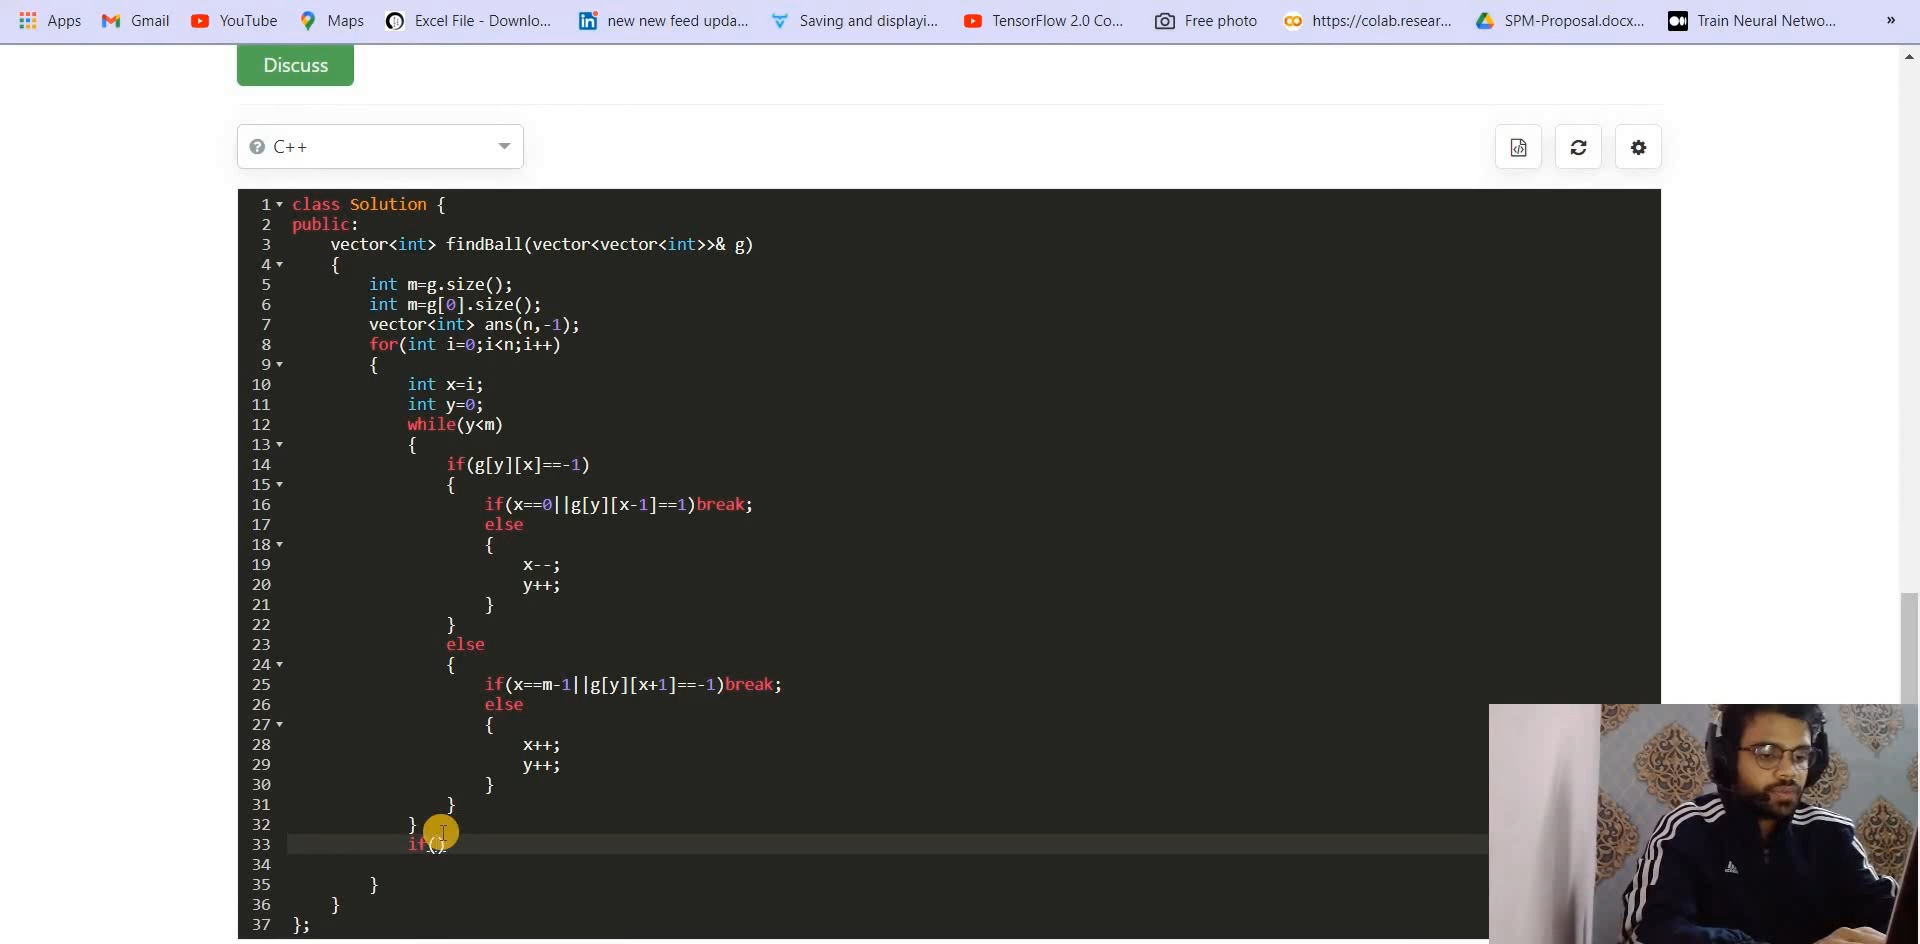 Apps Gmail YouTube Maps Excel File - Downlo... new new feed upda... Saving and displayi... TensorFlow 2.0 Co... Free photo https://colab.resear... SPM-Proposal.docx... Train Neural Netwo... »
Discuss
C++
1 class Solution {
2 public:
3 vector<int> findBall(vector<vector<int>>& g)
4 {
5 int m=g.size();
6 int m=g[0].size();
7 vector<int> ans(n,-1);
8 for(int i=0;i<n;i++)
9 {
10 int x=i;
11 int y=0;
12 while(y<m)
13 {
14 if(g[y][x]==-1)
15 {
16 if(x==0||g[y][x-1]==1)break;
17 else
18 {
19 x--;
20 y++;
21 }
22 }
23 else
24 {
25 if(x==m-1||g[y][x+1]==-1)break;
26 else
27 {
28 x++;
29 y++;
30 }
31 }
32 }
33 if()
34
35 }
36 }
37 };